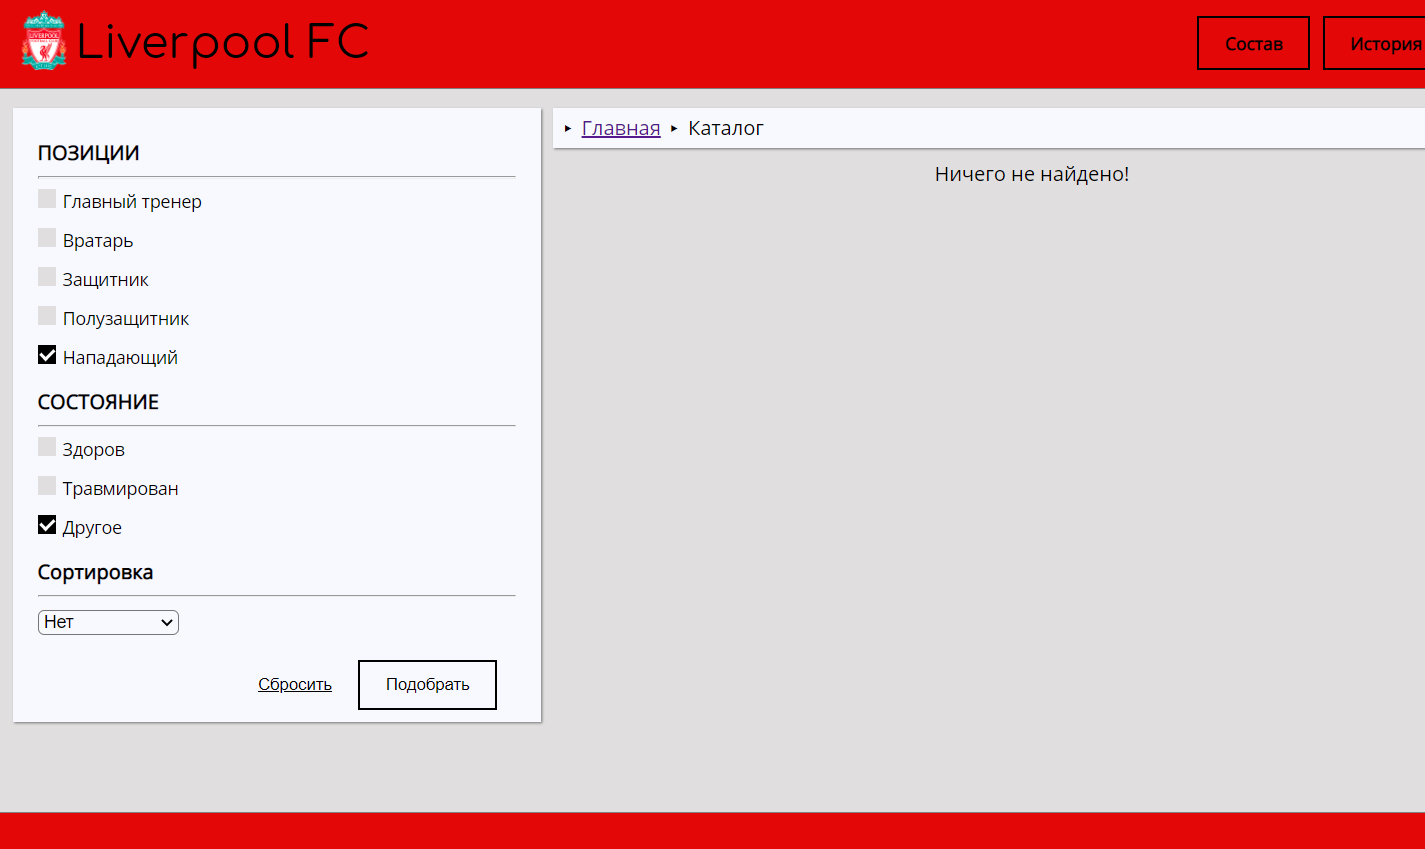 Liverpool FC
Состав
История
ПОЗИЦИИ
Главный тренер
Вратарь
Защитник
Полузащитник
Нападающий
СОСТОЯНИЕ
Здоров
Травмирован
Другое
Сортировка
Нет
Сбросить Подобрать
‣ Главная ‣ Каталог
Ничего не найдено!